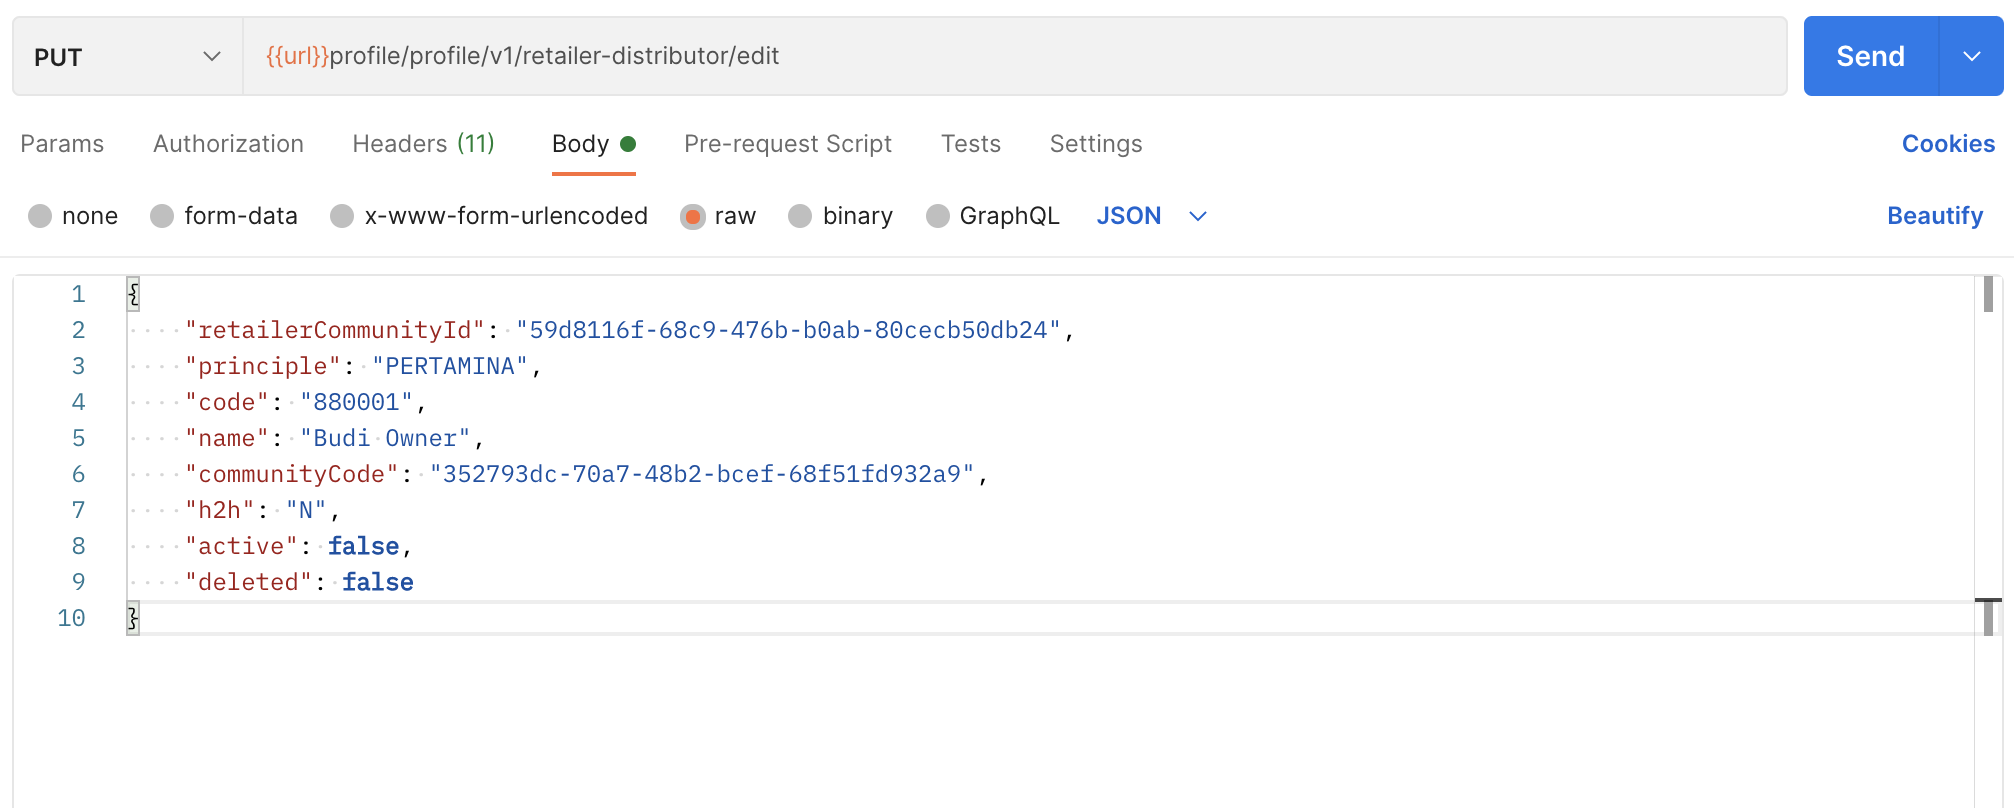 PUT {{url}}profile/profile/v1/retailer-distributor/edit Send
Params Authorization Headers (11) Body Pre-request Script Tests Settings Cookies
none form-data x-www-form-urlencoded raw binary GraphQL JSON Beautify
1 {
2 "retailerCommunityId": "59d8116f-68c9-476b-b0ab-80cecb50db24",
3 "principle": "PERTAMINA",
4 "code": "880001",
5 "name": "Budi Owner",
6 "communityCode": "352793dc-70a7-48b2-bcef-68f51fd932a9",
7 "h2h": "N",
8 "active": false,
9 "deleted": false
10 }